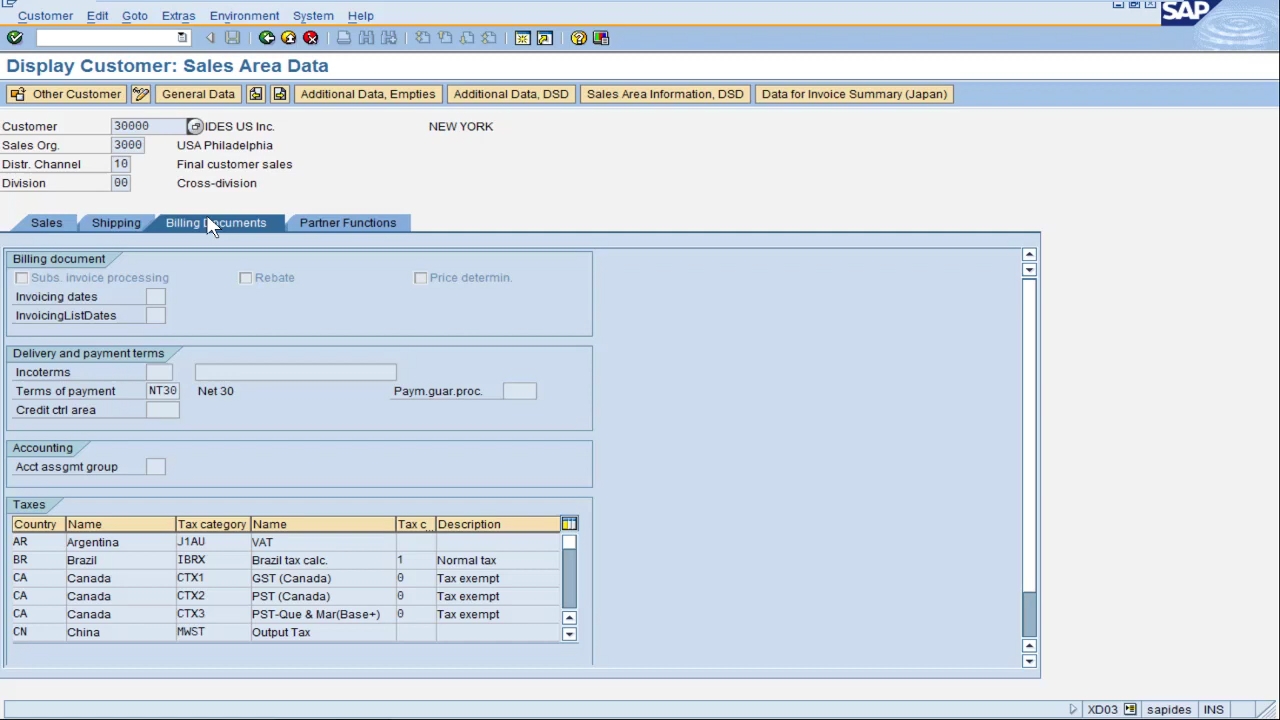 Customer Edit Goto Extras Environment System Help
SAP
Display Customer: Sales Area Data
Other Customer General Data Additional Data, Empties Additional Data, DSD Sales Area Information, DSD Data for Invoice Summary (Japan)
Customer 30000 IDES US Inc. NEW YORK
Sales Org. 3000 USA Philadelphia
Distr. Channel 10 Final customer sales
Division 00 Cross-division
Sales Shipping Billing Documents Partner Functions
Billing document
Subs. invoice processing Rebate Price determin.
Invoicing dates
InvoicingListDates
Delivery and payment terms
Incoterms
Terms of payment NT30 Net 30 Paym.guar.proc.
Credit ctrl area
Accounting
Acct assgmt group
Taxes
Country Name Tax category Name Tax c... Description
AR Argentina J1AU VAT
BR Brazil IBRX Brazil tax calc. 1 Normal tax
CA Canada CTX1 GST (Canada) 0 Tax exempt
CA Canada CTX2 PST (Canada) 0 Tax exempt
CA Canada CTX3 PST-Que & Mar(Base+) 0 Tax exempt
CN China MWST Output Tax
XD03 sapides INS